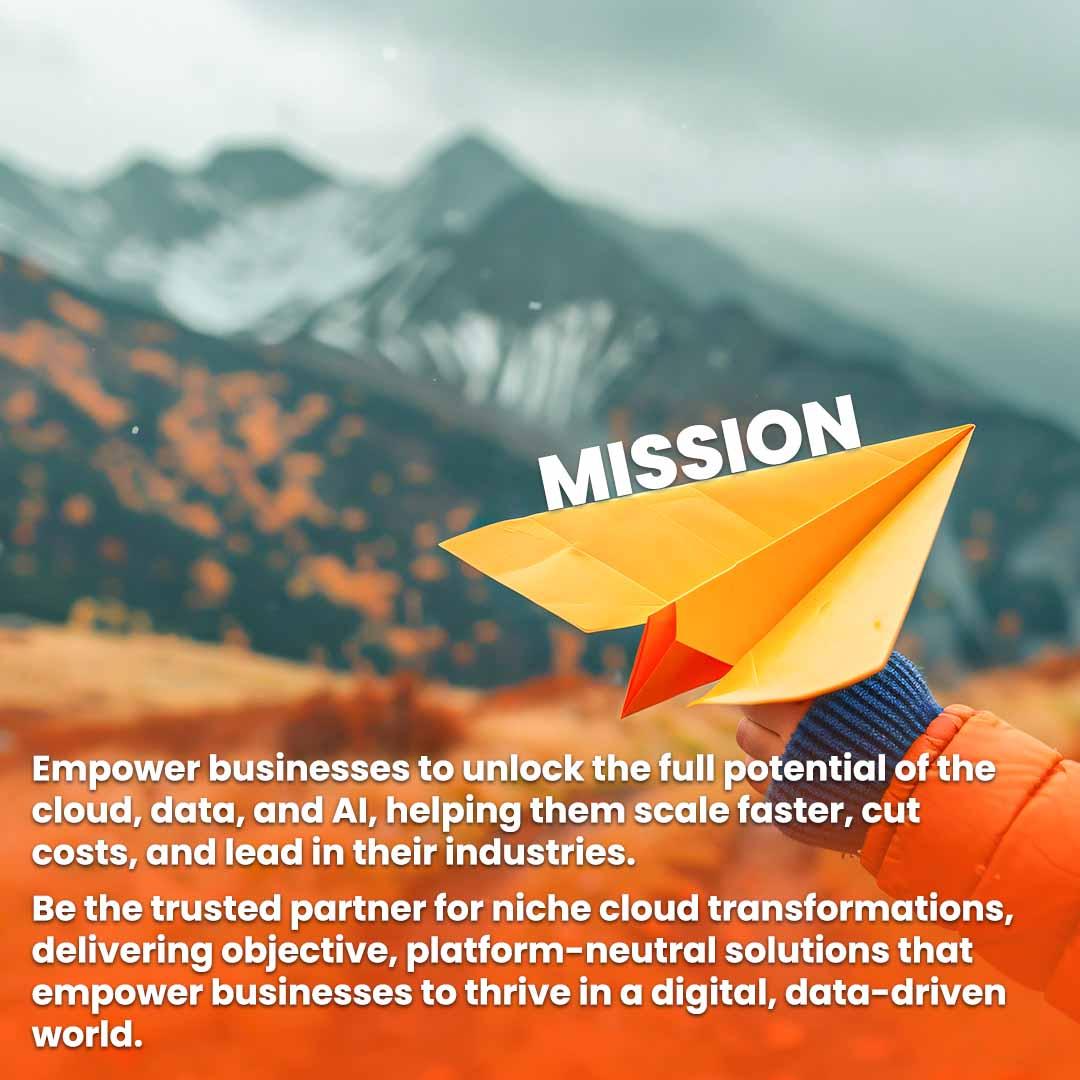 MISSION
Empower businesses to unlock the full potential of the
cloud, data, and AI, helping them scale faster, cut
costs, and lead in their industries.
Be the trusted partner for niche cloud transformations,
delivering objective, platform-neutral solutions that
empower businesses to thrive in a digital, data-driven
world.